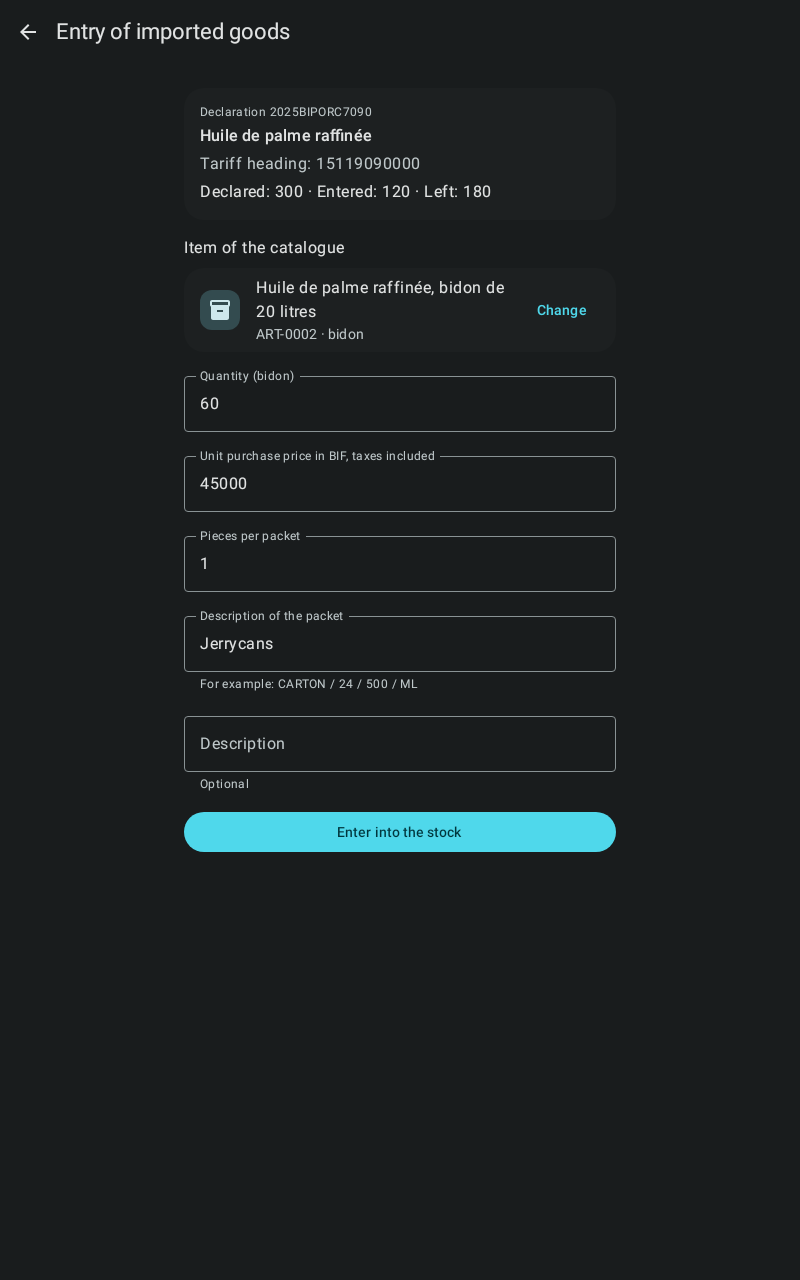 Entry of imported goods
Declaration 2025BIPORC7090
Huile de palme raffinée
Tariff heading: 15119090000
Declared: 300 · Entered: 120 · Left: 180
Item of the catalogue
Huile de palme raffinée, bidon de
20 litres
ART-0002 · bidon
Change
Quantity (bidon)
60
Unit purchase price in BIF, taxes included
45000
Pieces per packet
1
Description of the packet
Jerrycans
For example: CARTON / 24 / 500 / ML
Description
Optional
Enter into the stock